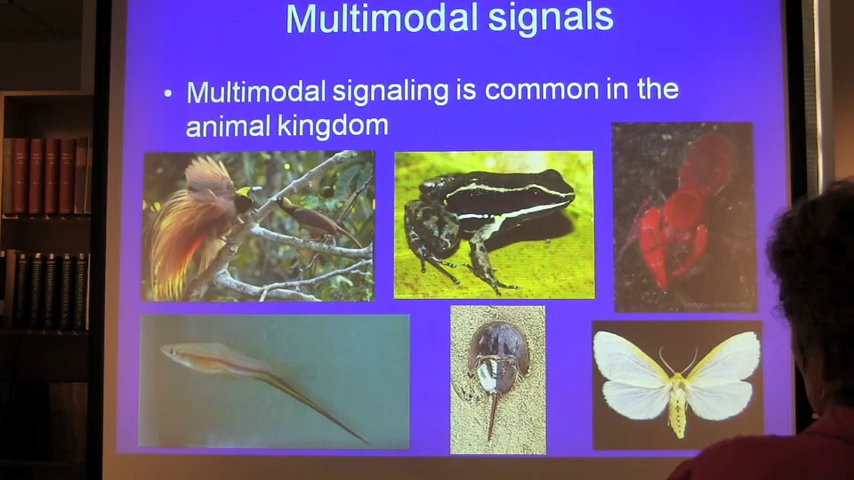 Multimodal signals
• Multimodal signaling is common in the
animal kingdom